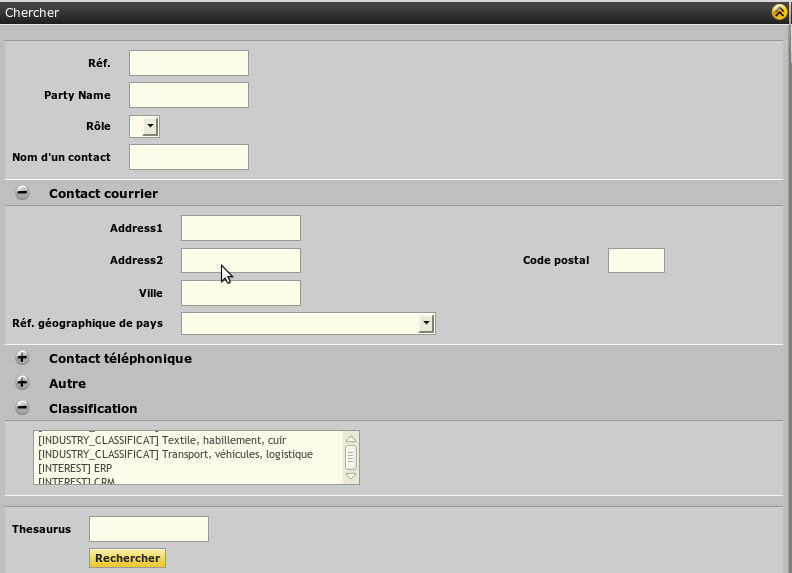 Chercher
Réf.
Party Name
Rôle
Nom d'un contact
Contact courrier
Address1
Address2
Code postal
Ville
Réf. géographique de pays
Contact téléphonique
Autre
Classification
[INDUSTRY_CLASSIFICAT] Textile, habillement, cuir
[INDUSTRY_CLASSIFICAT] Transport, véhicules, logistique
[INTEREST] ERP
[INTEREST] CRM
Thesaurus
Rechercher